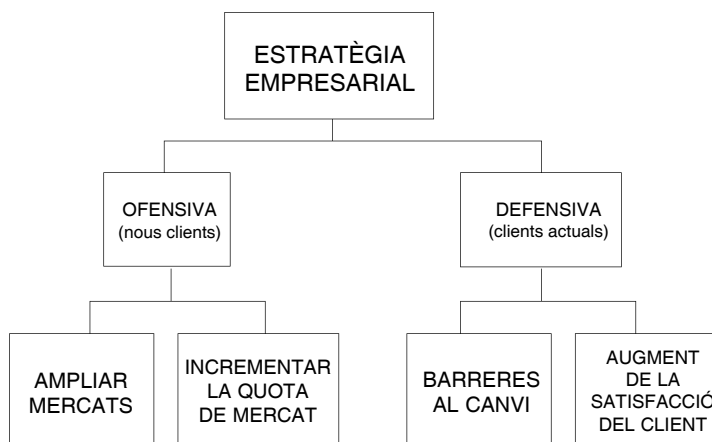 ESTRATÈGIA
EMPRESARIAL
OFENSIVA
(nous clients)
DEFENSIVA
(clients actuals)
AMPLIAR
MERCATS
INCREMENTAR
LA QUOTA
DE MERCAT
BARRERES
AL CANVI
AUGMENT
DE LA
SATISFACCIÓ
DEL CLIENT